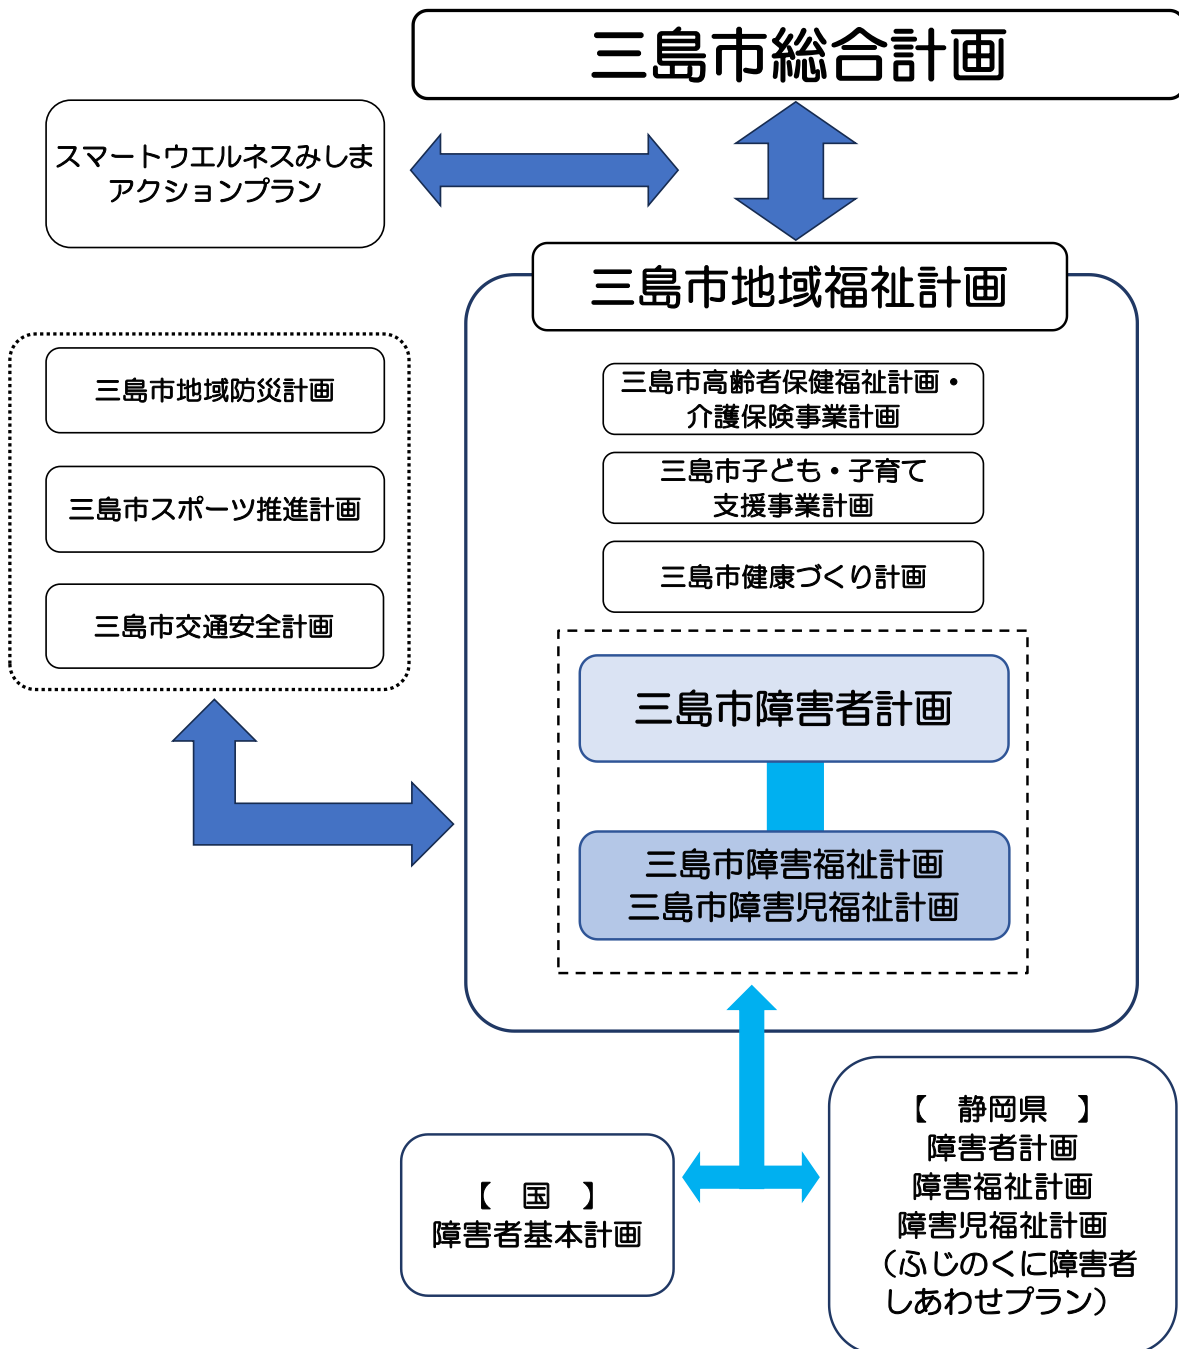 三島市総合計画
スマートウエルネスみしま
アクションプラン
三島市地域福祉計画
三島市地域防災計画
三島市スポーツ推進計画
三島市交通安全計画
三島市高齢者保健福祉計画・
介護保険事業計画
三島市子ども・子育て
支援事業計画
三島市健康づくり計画
三島市障害者計画
三島市障害福祉計画
三島市障害児福祉計画
【　国　】
障害者基本計画
【　静岡県　】
障害者計画
障害福祉計画
障害児福祉計画
（ふじのくに障害者
しあわせプラン）